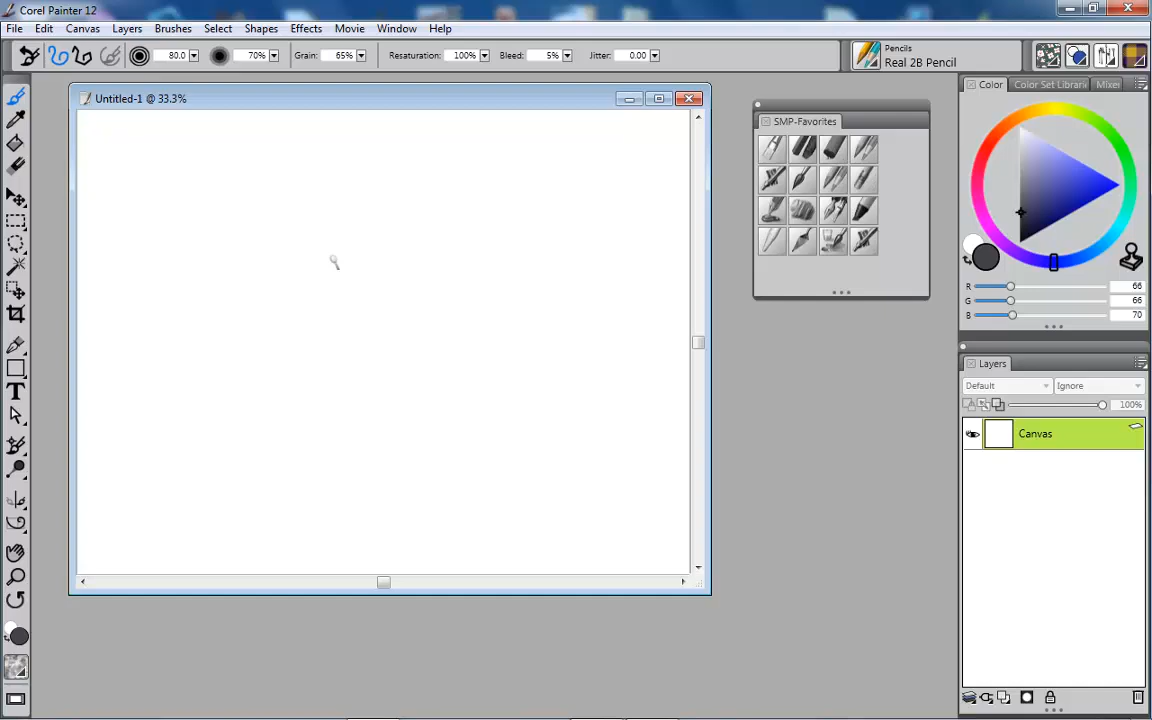 Corel Painter 12
File Edit Canvas Layers Brushes Select Shapes Effects Movie Window Help
80.0 70% Grain: 65% Resaturation: 100% Bleed: 5% Jitter: 0.00
Pencils
Real 2B Pencil
Untitled-1 @ 33.3%
SMP-Favorites
Color Color Set Librari Mixer
R 66
G 66
B 70
Layers
Default Ignore
100%
Canvas
T